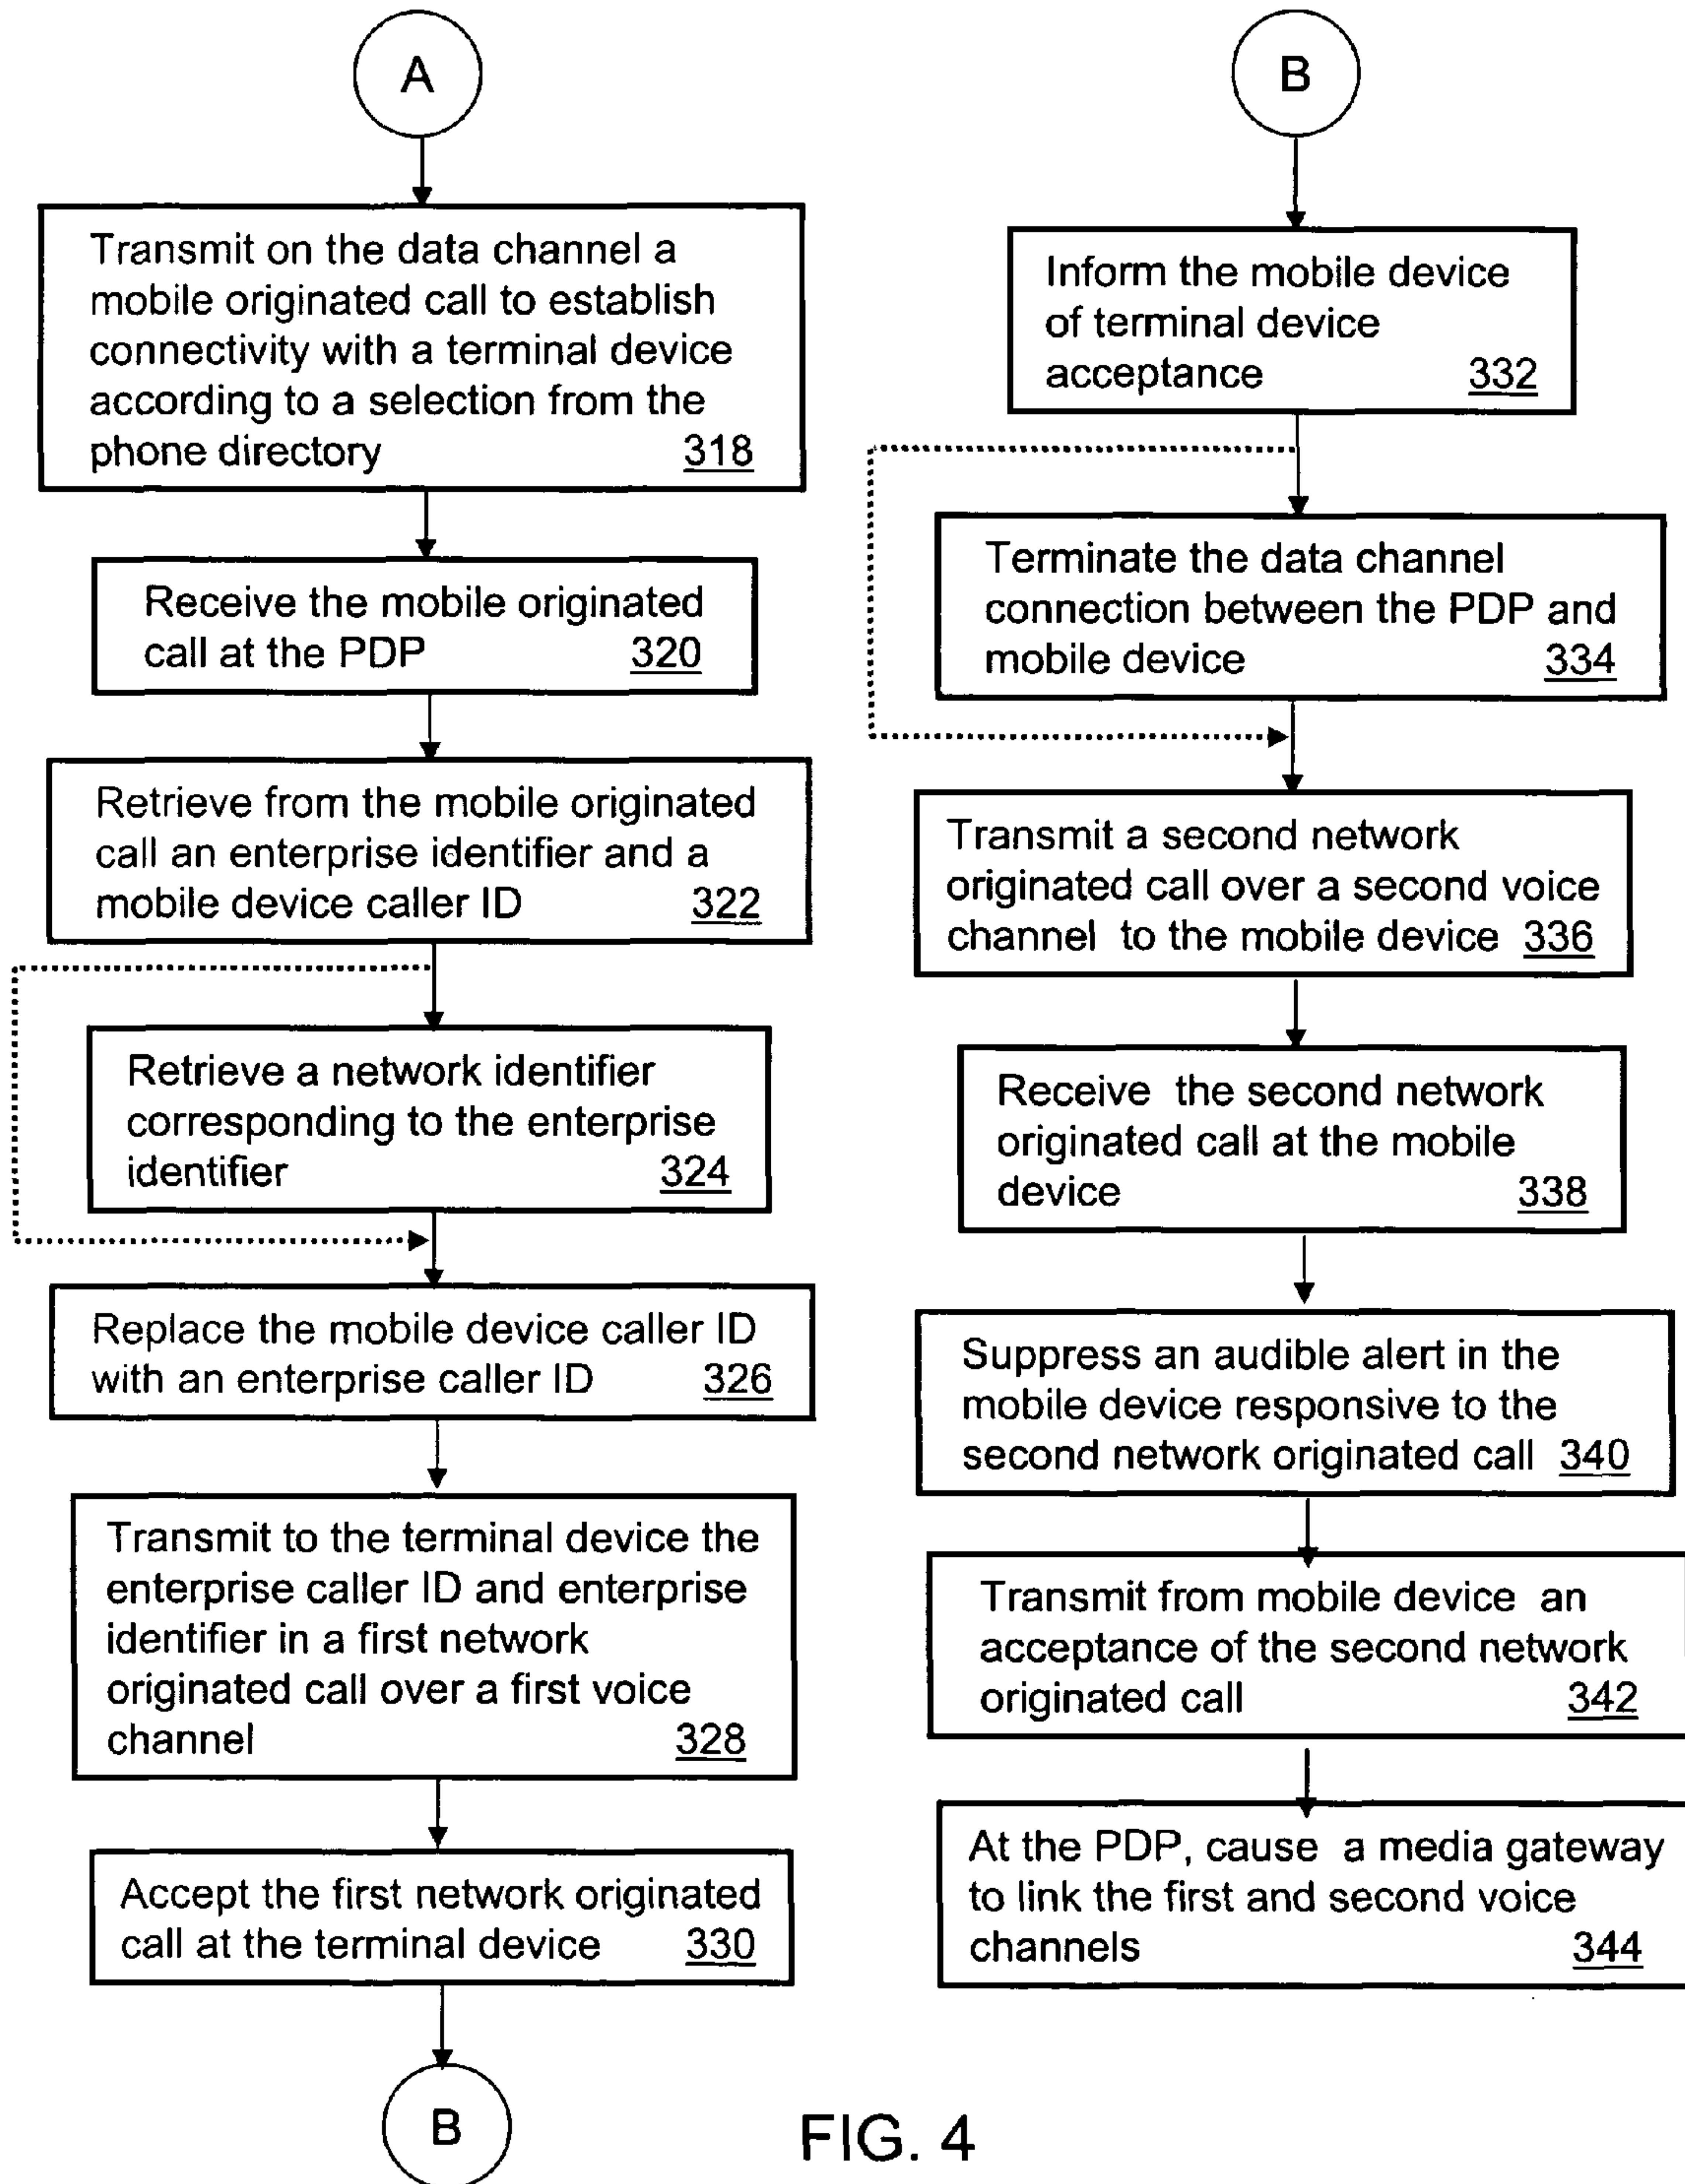 A
Transmit on the data channel a
mobile originated call to establish
connectivity with a terminal device
according to a selection from the
phone directory 318
Receive the mobile originated
call at the PDP 320
Retrieve from the mobile originated
call an enterprise identifier and a
mobile device caller ID 322
Retrieve a network identifier
corresponding to the enterprise
identifier 324
Replace the mobile device caller ID
with an enterprise caller ID 326
Transmit to the terminal device the
enterprise caller ID and enterprise
identifier in a first network
originated call over a first voice
channel 328
Accept the first network originated
call at the terminal device 330
B
B
Inform the mobile device
of terminal device
acceptance 332
Terminate the data channel
connection between the PDP and
mobile device 334
Transmit a second network
originated call over a second voice
channel to the mobile device 336
Receive the second network
originated call at the mobile
device 338
Suppress an audible alert in the
mobile device responsive to the
second network originated call 340
Transmit from mobile device an
acceptance of the second network
originated call 342
At the PDP, cause a media gateway
to link the first and second voice
channels 344
FIG. 4